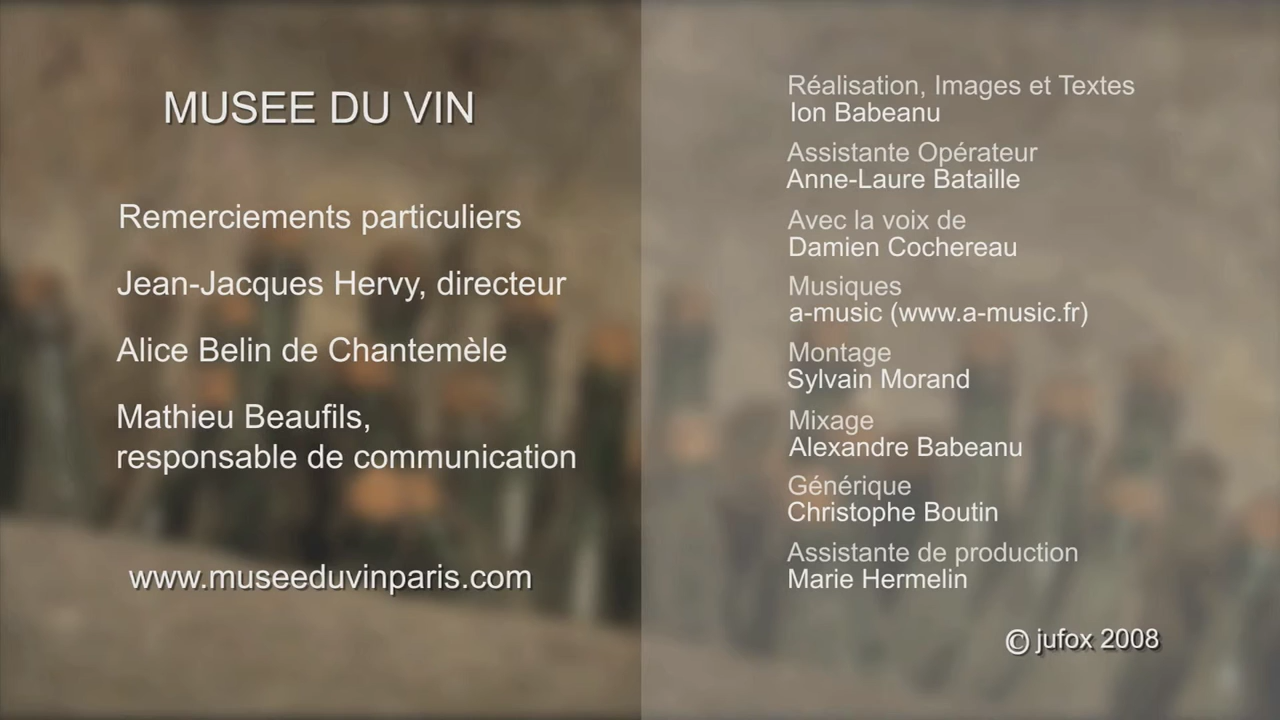 MUSEE DU VIN
Remerciements particuliers
Jean-Jacques Hervy, directeur
Alice Belin de Chantemèle
Mathieu Beaufils,
responsable de communication
www.museeduvinparis.com
Réalisation, Images et Textes
Ion Babeanu
Assistante Opérateur
Anne-Laure Bataille
Avec la voix de
Damien Cochereau
Musiques
a-music (www.a-music.fr)
Montage
Sylvain Morand
Mixage
Alexandre Babeanu
Générique
Christophe Boutin
Assistante de production
Marie Hermelin
© jufox 2008